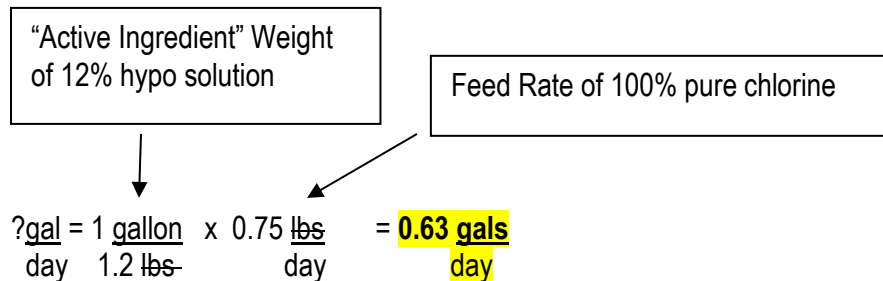 “Active Ingredient” Weight
of 12% hypo solution
Feed Rate of 100% pure chlorine
?gal = 1 gallon x 0.75 lbs = 0.63 gals
day 1.2 lbs day day